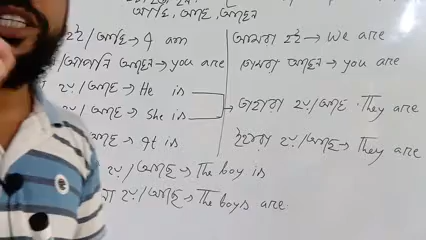 আছি, আছ, আছেন
হই/আছি → I am
আমরা হই → We are
আপনি আছেন → you are
তোমরা আছেন → you are
হয়/আছে → He is
হয়/আছে → She is
তাহারা হয়/আছে → They are
আছে → It is
ইহারা হয়/আছে → They are
হয়/আছে → The boy is
হয়/আছে → The boys are